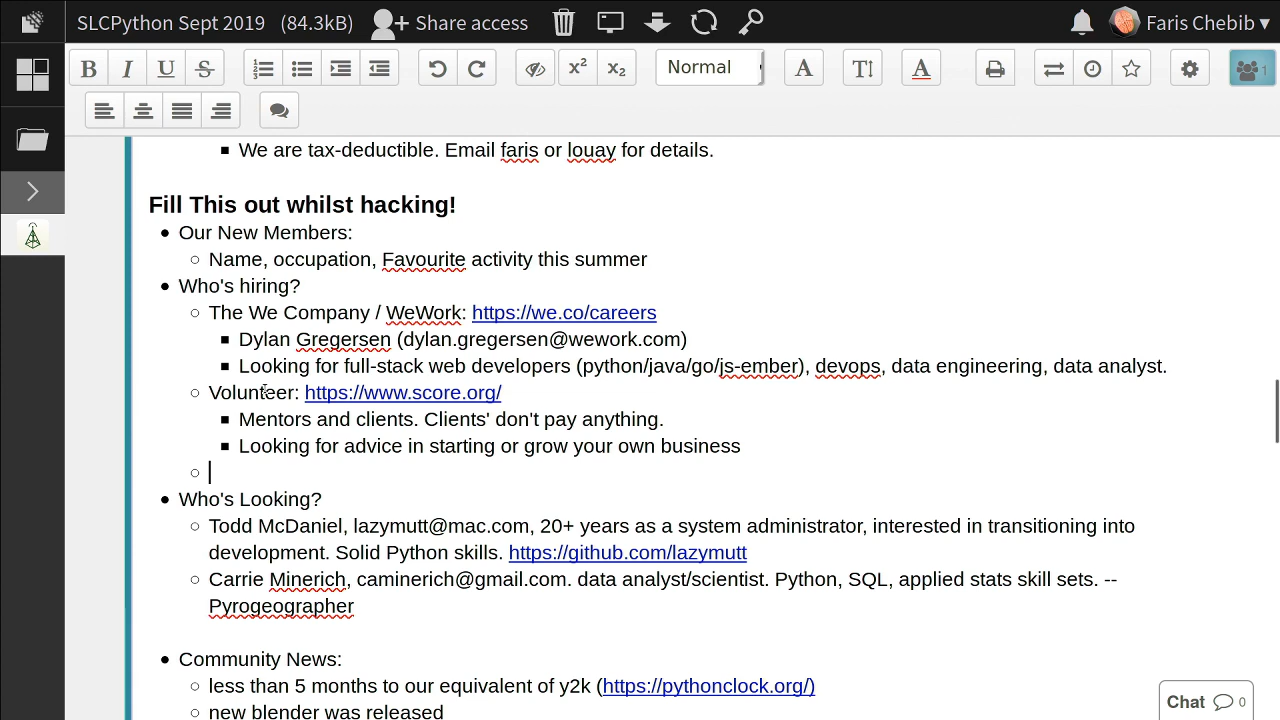 SLCPython Sept 2019 (84.3kB) Share access Faris Chebib ▾
B I U S x² x₂ Normal A T A 1
We are tax-deductible. Email faris or louay for details.
Fill This out whilst hacking!
Our New Members:
Name, occupation, Favourite activity this summer
Who's hiring?
The We Company / WeWork: https://we.co/careers
Dylan Gregersen (dylan.gregersen@wework.com)
Looking for full-stack web developers (python/java/go/js-ember), devops, data engineering, data analyst.
Volunteer: https://www.score.org/
Mentors and clients. Clients' don't pay anything.
Looking for advice in starting or grow your own business
Who's Looking?
Todd McDaniel, lazymutt@mac.com, 20+ years as a system administrator, interested in transitioning into
development. Solid Python skills. https://github.com/lazymutt
Carrie Minerich, caminerich@gmail.com. data analyst/scientist. Python, SQL, applied stats skill sets. --
Pyrogeographer
Community News:
less than 5 months to our equivalent of y2k (https://pythonclock.org/)
new blender was released
Chat 0